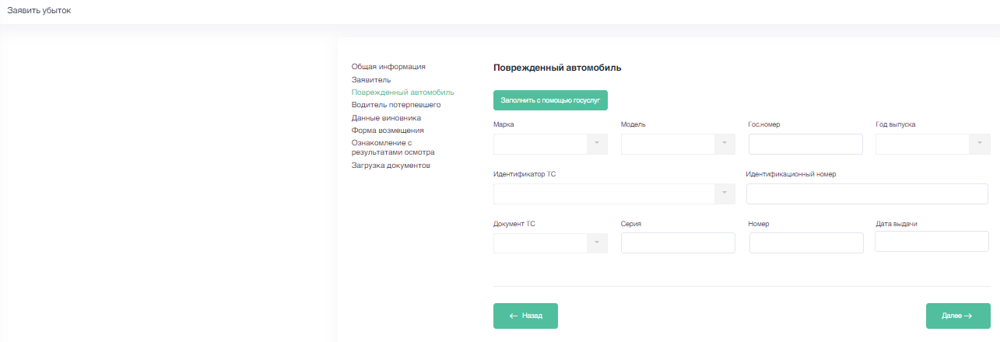 Заявить убыток
Общая информация
Заявитель
Поврежденный автомобиль
Водитель потерпевшего
Данные виновника
Форма возмещения
Ознакомление с
результатами осмотра
Загрузка документов
Поврежденный автомобиль
Заполнить с помощью госуслуг
Марка Модель Гос.номер Год выпуска
Идентификатор ТС Идентификационный номер
Документ ТС Серия Номер Дата выдачи
← Назад Далее →